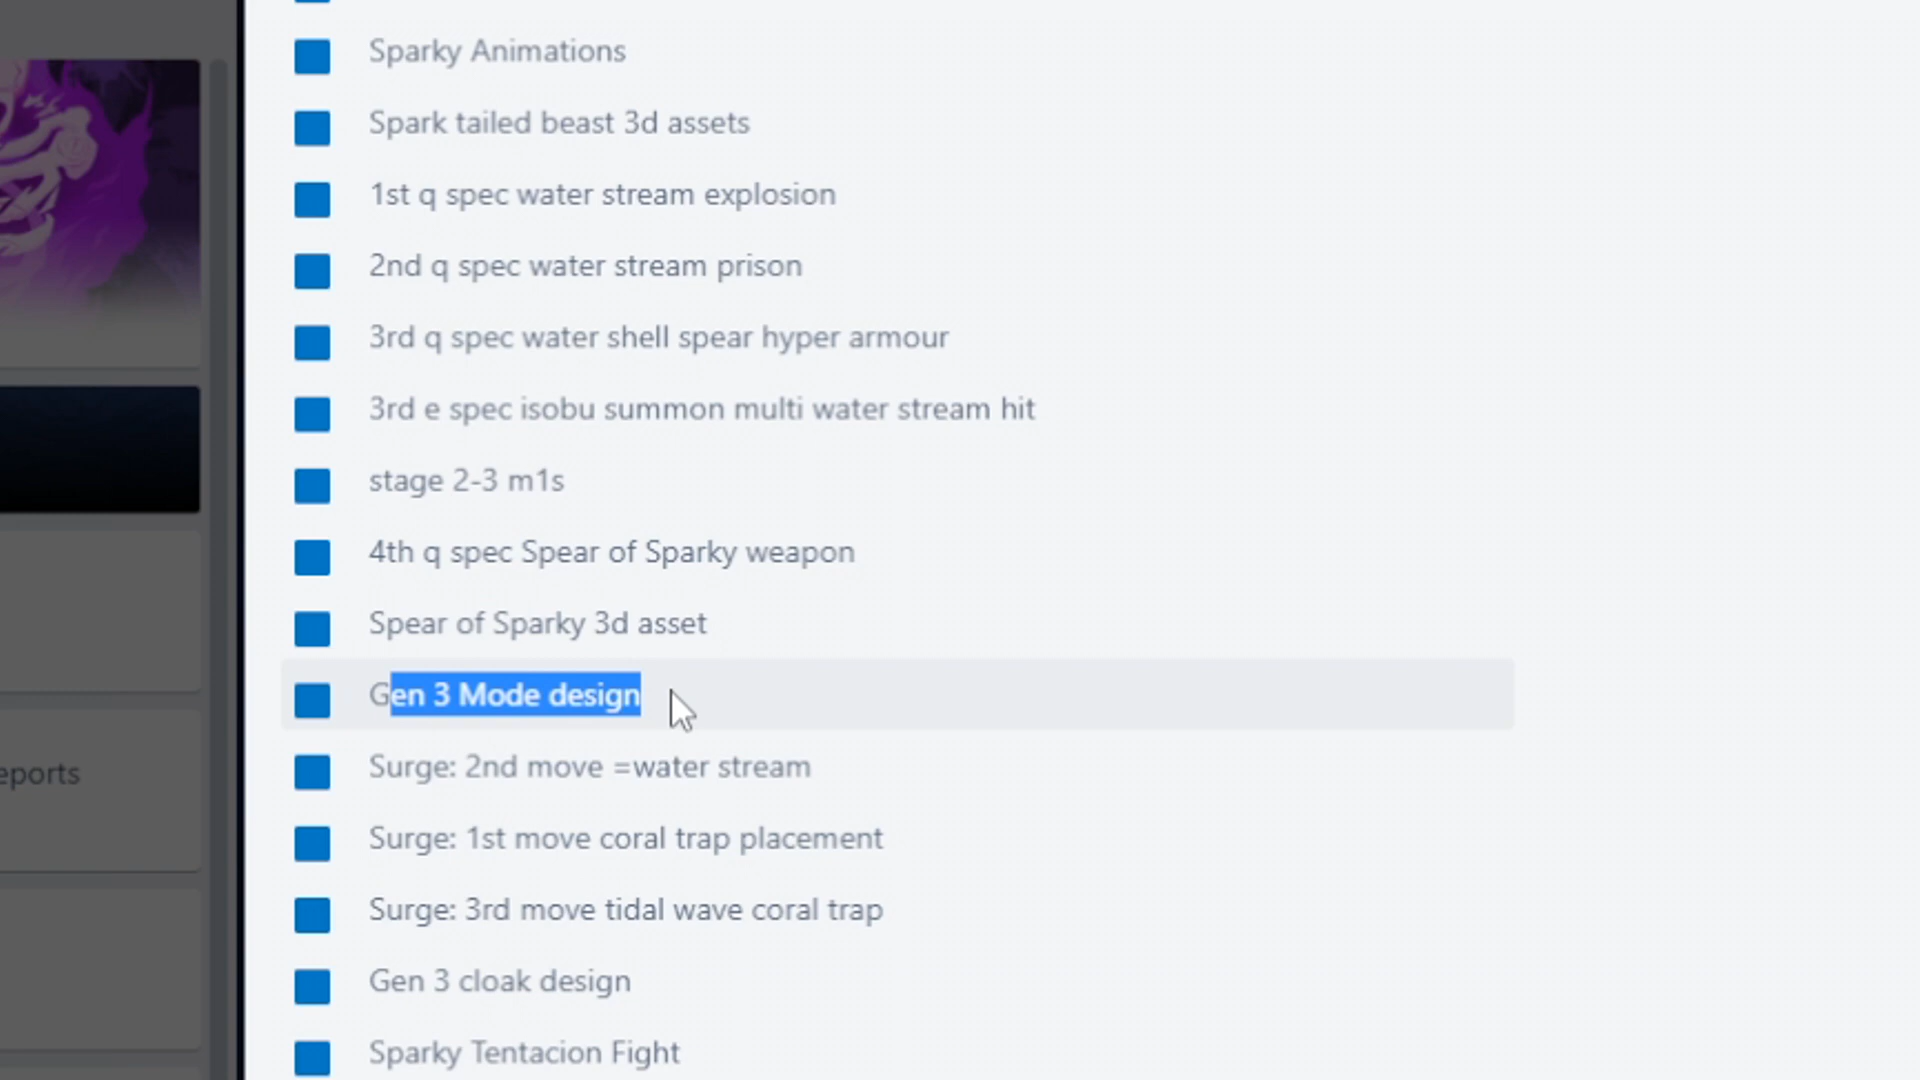 Sparky Animations
Spark tailed beast 3d assets
1st q spec water stream explosion
2nd q spec water stream prison
3rd q spec water shell spear hyper armour
3rd e spec isobu summon multi water stream hit
stage 2-3 m1s
4th q spec Spear of Sparky weapon
Spear of Sparky 3d asset
Gen 3 Mode design
Surge: 2nd move =water stream
eports
Surge: 1st move coral trap placement
Surge: 3rd move tidal wave coral trap
Gen 3 cloak design
Sparky Tentacion Fight